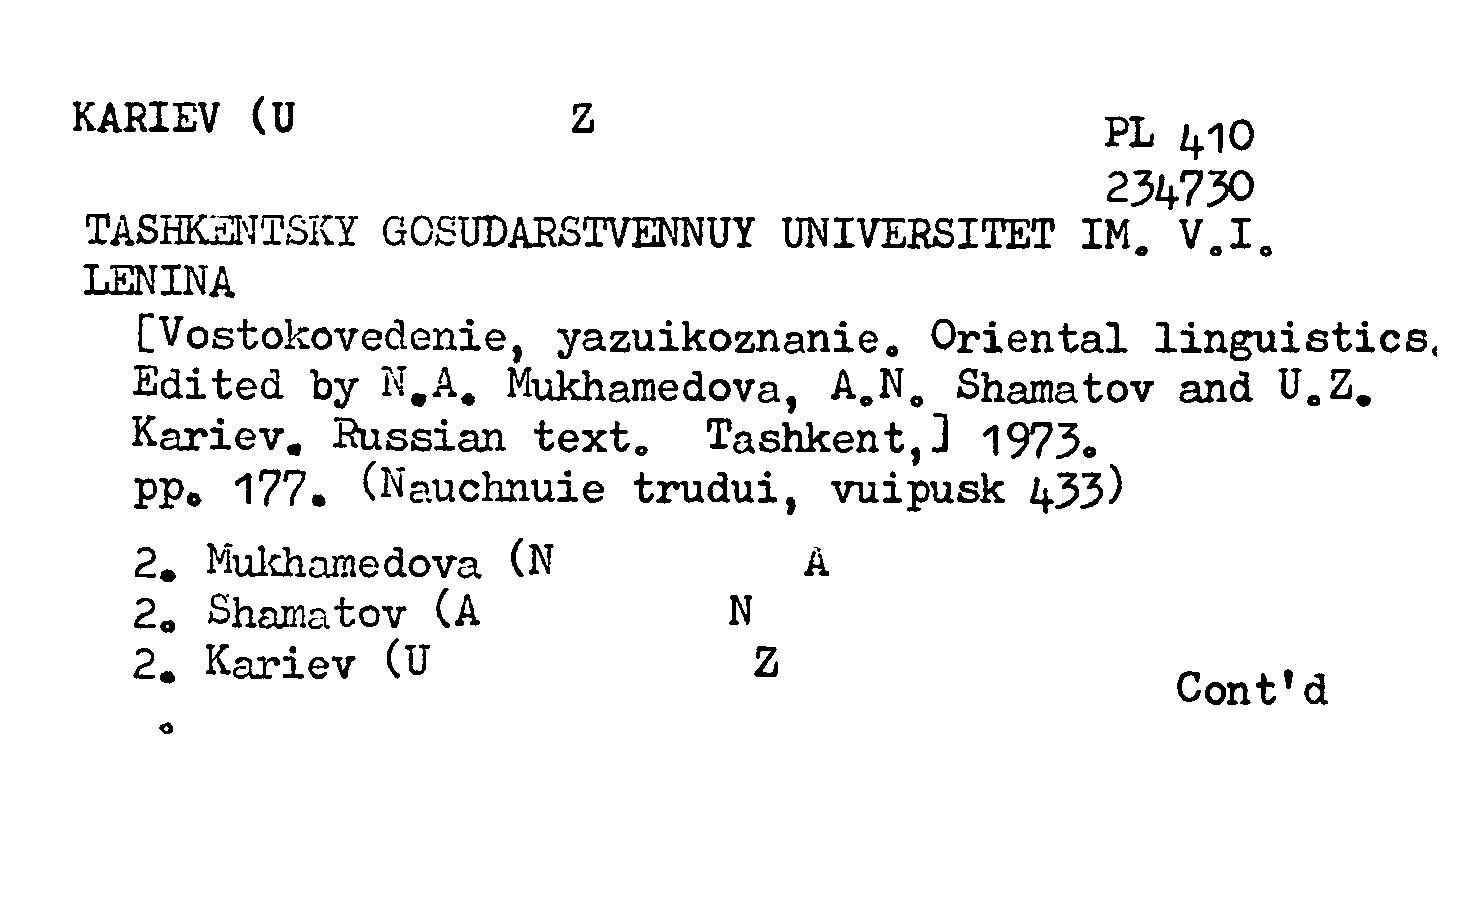 KARIEV (U Z
PL 410
234730
TASHKENTSKY GOSUDARSTVENNUY UNIVERSITET IM. V.I.
LENINA
[Vostokovedenie, yazuikoznanie. Oriental linguistics.
Edited by N.A. Mukhamedova, A.N. Shamatov and U.Z.
Kariev. Russian text. Tashkent,] 1973.
pp. 177. (Nauchnuie trudui, vuipusk 433)
2. Mukhamedova (N A
2. Shamatov (A N
2. Kariev (U Z
Cont'd
.